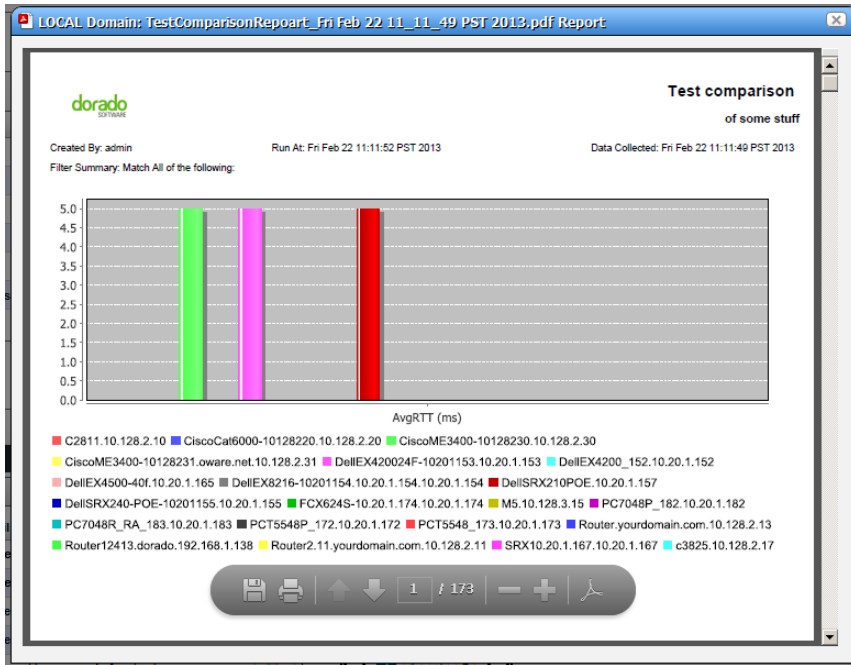 LOCAL Domain: TestComparisonRepoart_Fri Feb 22 11_11_49 PST 2013.pdf Report
dorado
SOFTWARE
Test comparison
of some stuff
Created By: admin Run At: Fri Feb 22 11:11:52 PST 2013 Data Collected: Fri Feb 22 11:11:49 PST 2013
Filter Summary: Match All of the following:
5.0
4.5
4.0
3.5
3.0
2.5
2.0
1.5
1.0
0.5
0.0
AvgRTT (ms)
C2811.10.128.2.10 CiscoCat6000-10128220.10.128.2.20 CiscoME3400-10128230.10.128.2.30
CiscoME3400-10128231.oware.net.10.128.2.31 DellEX420024F-10201153.10.20.1.153 DellEX4200_152.10.20.1.152
DellEX4500-40f.10.20.1.165 DellEX8216-10201154.10.20.1.154.10.20.1.154 DellSRX210POE.10.20.1.157
DellSRX240-POE-10201155.10.20.1.155 FCX624S-10.20.1.174.10.20.1.174 M5.10.128.3.15 PC7048P_182.10.20.1.182
PC7048R_RA_183.10.20.1.183 PCT5548P_172.10.20.1.172 PCT5548_173.10.20.1.173 Router.yourdomain.com.10.128.2.13
Router12413.dorado.192.168.1.138 Router2.11.yourdomain.com.10.128.2.11 SRX10.20.1.167.10.20.1.167 c3825.10.128.2.17
1 / 173